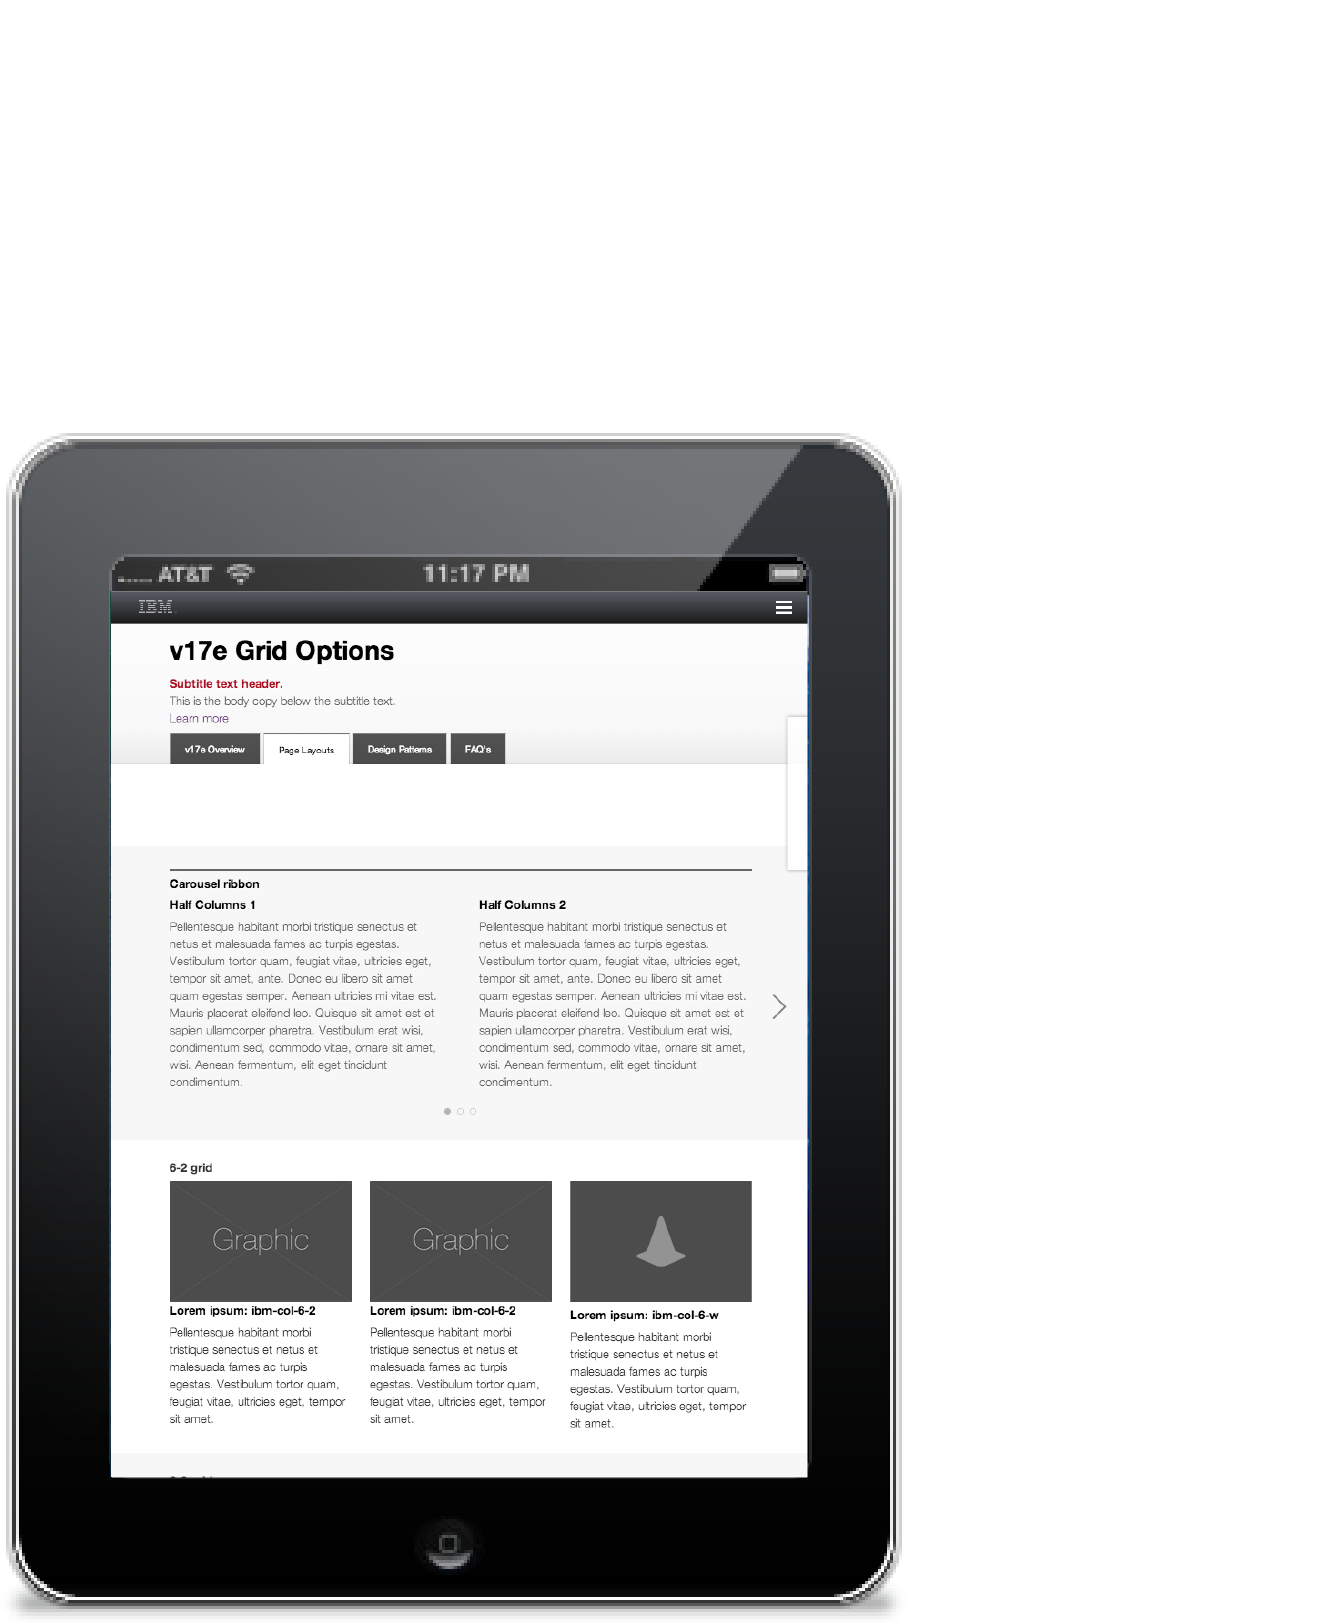 AT&T
11:17 PM
IBM
v17e Grid Options
Subtitle text header.
This is the body copy below the subtitle text.
Learn more
v17e Overview
Page Layouts
Design Patterns
FAQ's
Carousel ribbon
Half Columns 1
Pellentesque habitant morbi tristique senectus et
netus et malesuada fames ac turpis egestas.
Vestibulum tortor quam, feugiat vitae, ultricies eget,
tempor sit amet, ante. Donec eu libero sit amet
quam egestas semper. Aenean ultricies mi vitae est.
Mauris placerat eleifend leo. Quisque sit amet est et
sapien ullamcorper pharetra. Vestibulum erat wisi,
condimentum sed, commodo vitae, ornare sit amet,
wisi. Aenean fermentum, elit eget tincidunt
condimentum.
Half Columns 2
Pellentesque habitant morbi tristique senectus et
netus et malesuada fames ac turpis egestas.
Vestibulum tortor quam, feugiat vitae, ultricies eget,
tempor sit amet, ante. Donec eu libero sit amet
quam egestas semper. Aenean ultricies mi vitae est.
Mauris placerat eleifend leo. Quisque sit amet est et
sapien ullamcorper pharetra. Vestibulum erat wisi,
condimentum sed, commodo vitae, ornare sit amet,
wisi. Aenean fermentum, elit eget tincidunt
condimentum.
6-2 grid
Graphic
Lorem ipsum: ibm-col-6-2
Pellentesque habitant morbi
tristique senectus et netus et
malesuada fames ac turpis
egestas. Vestibulum tortor quam,
feugiat vitae, ultricies eget, tempor
sit amet.
Graphic
Lorem ipsum: ibm-col-6-2
Pellentesque habitant morbi
tristique senectus et netus et
malesuada fames ac turpis
egestas. Vestibulum tortor quam,
feugiat vitae, ultricies eget, tempor
sit amet.
Lorem ipsum: ibm-col-6-w
Pellentesque habitant morbi
tristique senectus et netus et
malesuada fames ac turpis
egestas. Vestibulum tortor quam,
feugiat vitae, ultricies eget, tempor
sit amet.